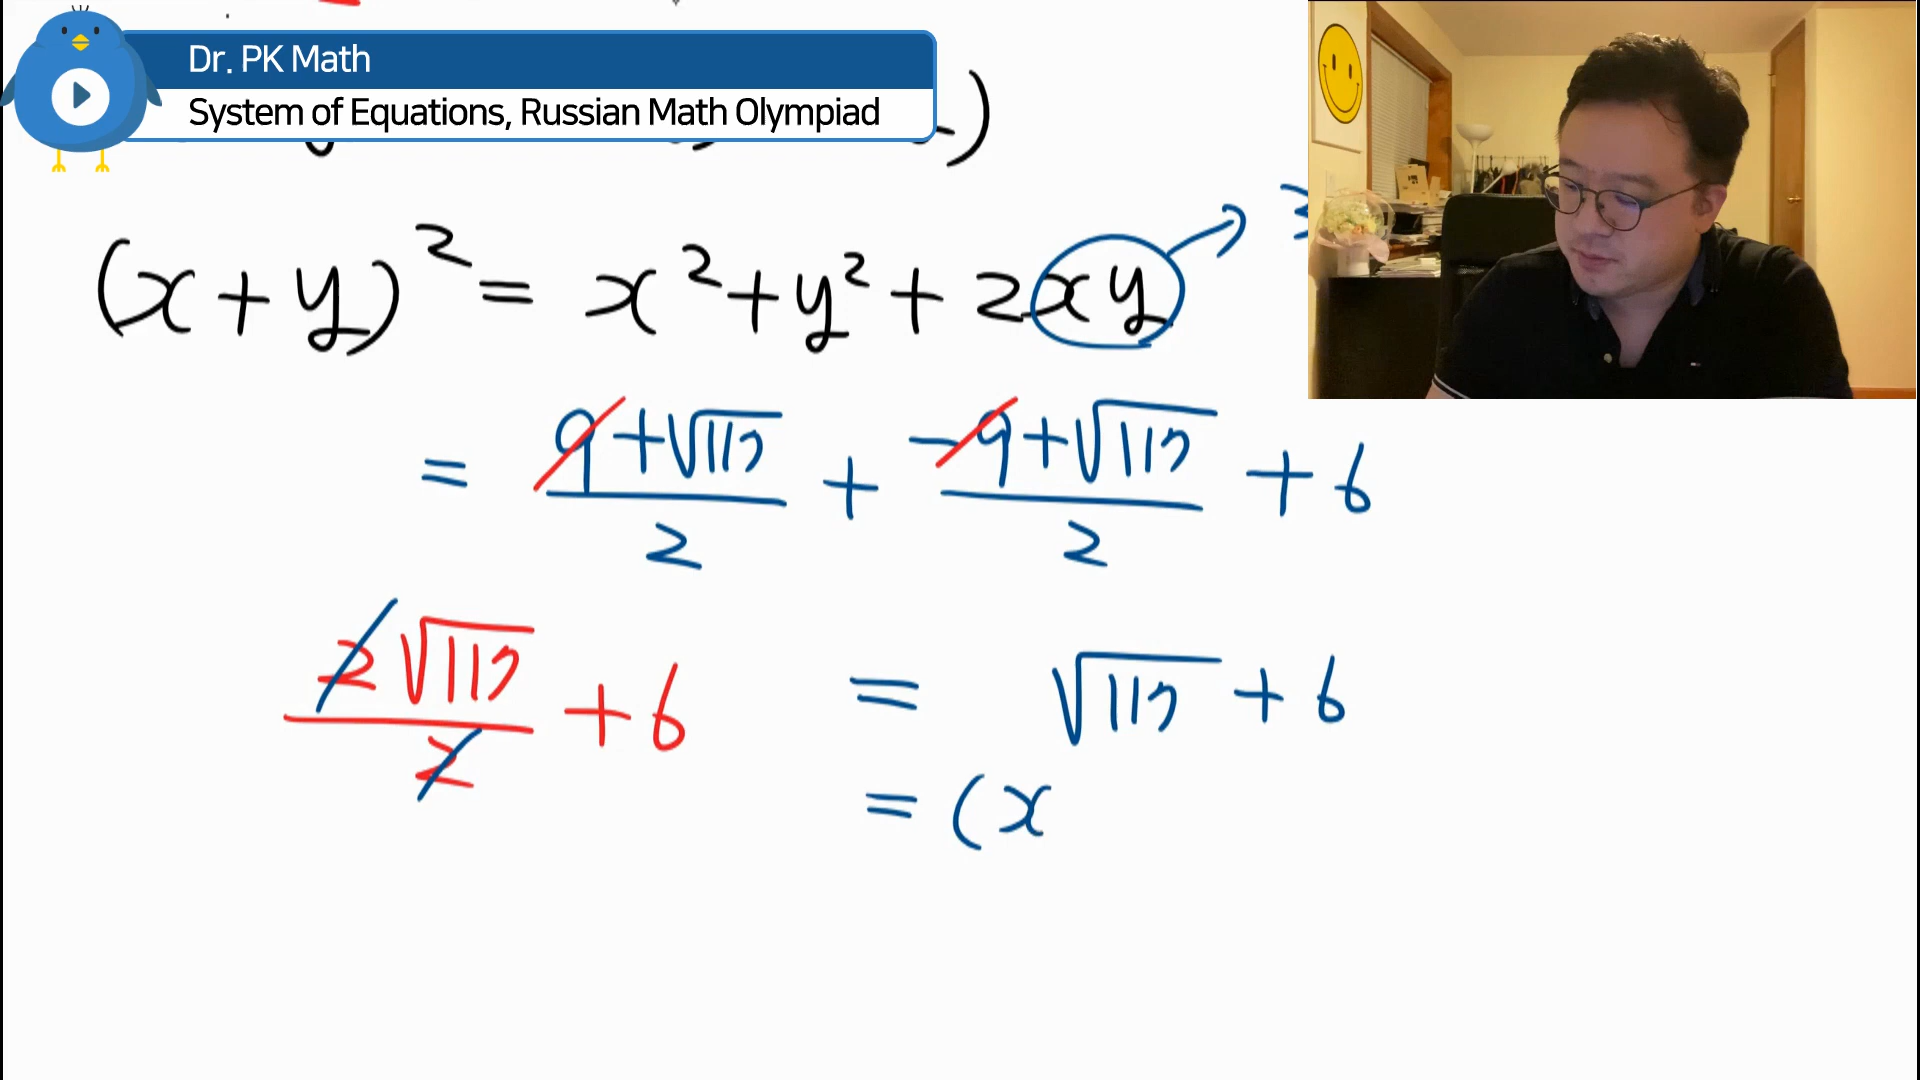 Dr. PK Math
System of Equations, Russian Math Olympiad
)
(x+y)² = x²+y²+2xy → 3
= (9+√117)/2 + (-9+√117)/2 + 6
2√117/2 + 6 = √117 + 6
= (x